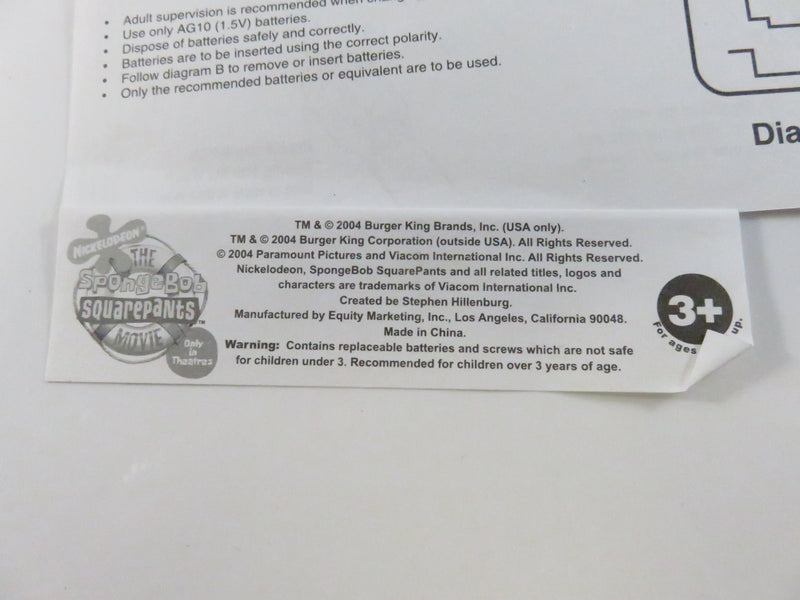 • Adult supervision is recommended when
• Use only AG10 (1.5V) batteries.
• Dispose of batteries safely and correctly.
• Batteries are to be inserted using the correct polarity.
• Follow diagram B to remove or insert batteries.
• Only the recommended batteries or equivalent are to be used.
Dia
NICKELODEON
THE
SpongeBob
SQUAREPANTS™
MOVIE
Only
in
Theatres
TM & © 2004 Burger King Brands, Inc. (USA only).
TM & © 2004 Burger King Corporation (outside USA). All Rights Reserved.
© 2004 Paramount Pictures and Viacom International Inc. All Rights Reserved.
Nickelodeon, SpongeBob SquarePants and all related titles, logos and
characters are trademarks of Viacom International Inc.
Created be Stephen Hillenburg.
Manufactured by Equity Marketing, Inc., Los Angeles, California 90048.
Made in China.
Warning: Contains replaceable batteries and screws which are not safe
for children under 3. Recommended for children over 3 years of age.
3+
For ages up.